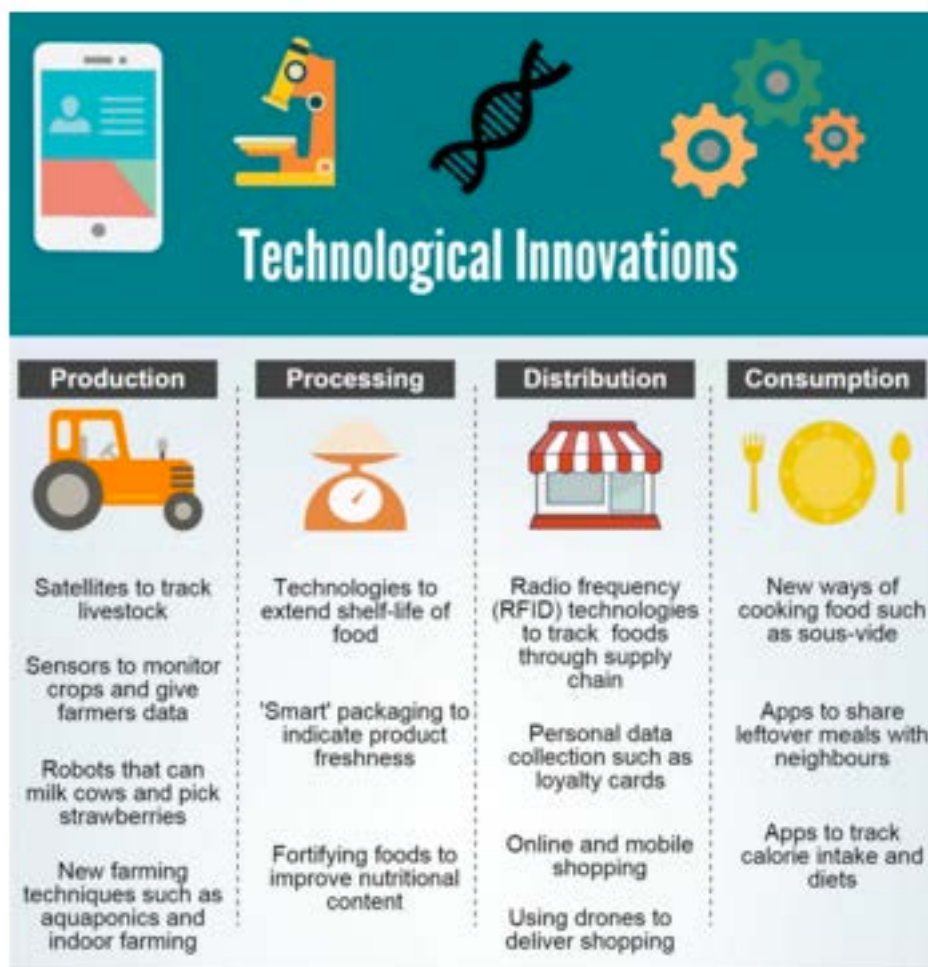 Technological Innovations
Production
Satellites to track
livestock
Sensors to monitor
crops and give
farmers data
Robots that can
milk cows and pick
strawberries
New farming
techniques such as
aquaponics and
indoor farming
Processing
Technologies to
extend shelf-life of
food
'Smart' packaging to
indicate product
freshness
Fortifying foods to
improve nutritional
content
Distribution
Radio frequency
(RFID) technologies
to track foods
through supply
chain
Personal data
collection such as
loyalty cards
Online and mobile
shopping
Using drones to
deliver shopping
Consumption
New ways of
cooking food such
as sous-vide
Apps to share
leftover meals with
neighbours
Apps to track
calorie intake and
diets